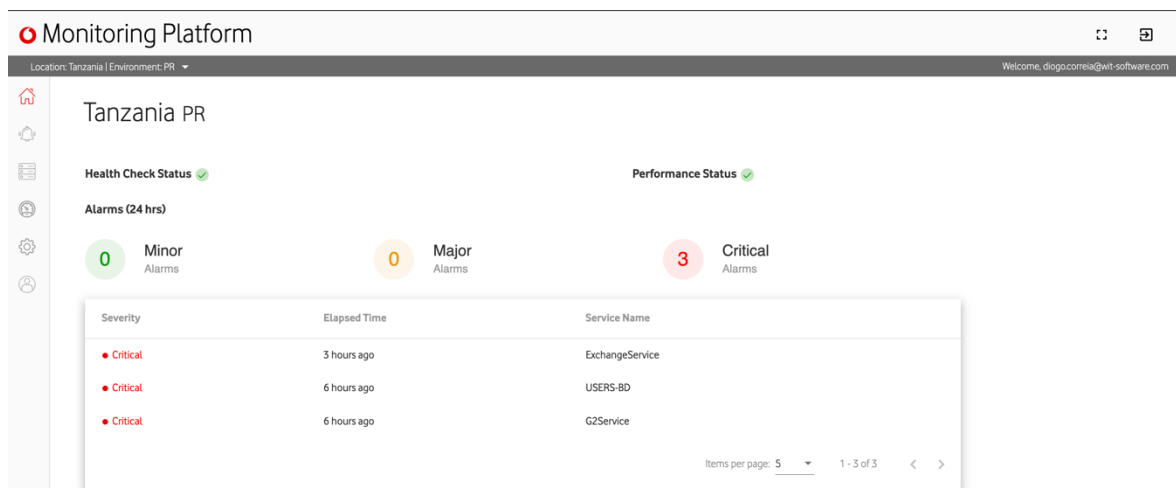 Monitoring Platform
Location: Tanzania | Environment: PR
Welcome, diogo.correia@wit-software.com
Tanzania PR
Health Check Status
Performance Status
Alarms (24 hrs)
0 Minor Alarms
0 Major Alarms
3 Critical Alarms
Severity Elapsed Time Service Name
Critical 3 hours ago ExchangeService
Critical 6 hours ago USERS-BD
Critical 6 hours ago G2Service
Items per page: 5 1 - 3 of 3